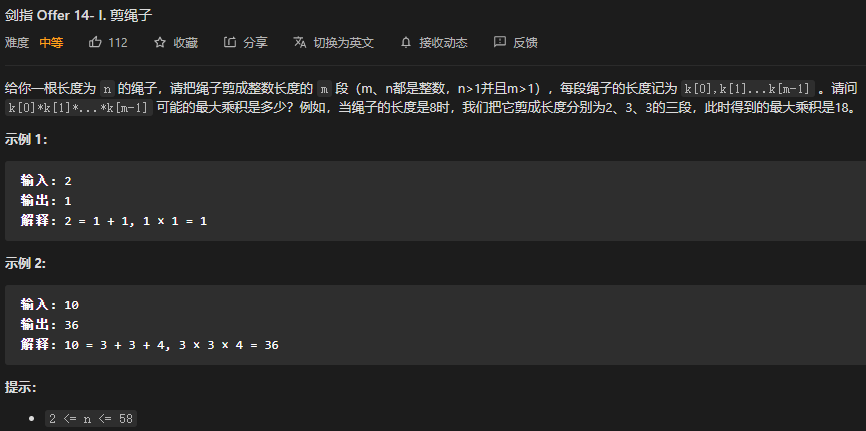 剑指 Offer 14- I. 剪绳子
难度 中等 112 收藏 分享 切换为英文 接收动态 反馈
给你一根长度为 n 的绳子，请把绳子剪成整数长度的 m 段（m、n都是整数，n>1并且m>1），每段绳子的长度记为 k[0],k[1]...k[m-1] 。请问
k[0]*k[1]*...*k[m-1] 可能的最大乘积是多少？例如，当绳子的长度是8时，我们把它剪成长度分别为2、3、3的三段，此时得到的最大乘积是18。
示例 1：
输入: 2
输出: 1
解释: 2 = 1 + 1, 1 × 1 = 1
示例 2:
输入: 10
输出: 36
解释: 10 = 3 + 3 + 4, 3 × 3 × 4 = 36
提示：
2 <= n <= 58